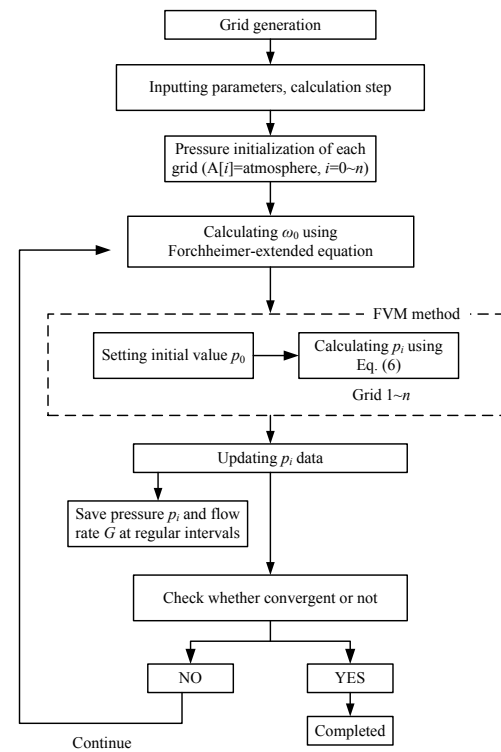 Grid generation
Inputting parameters, calculation step
Pressure initialization of each
grid (A[i]=atmosphere, i=0~n)
Calculating ω₀ using
Forchheimer-extended equation
FVM method
Setting initial value p₀
Calculating pᵢ using
Eq. (6)
Grid 1~n
Updating pᵢ data
Save pressure pᵢ and flow
rate G at regular intervals
Check whether convergent or not
NO
YES
Completed
Continue